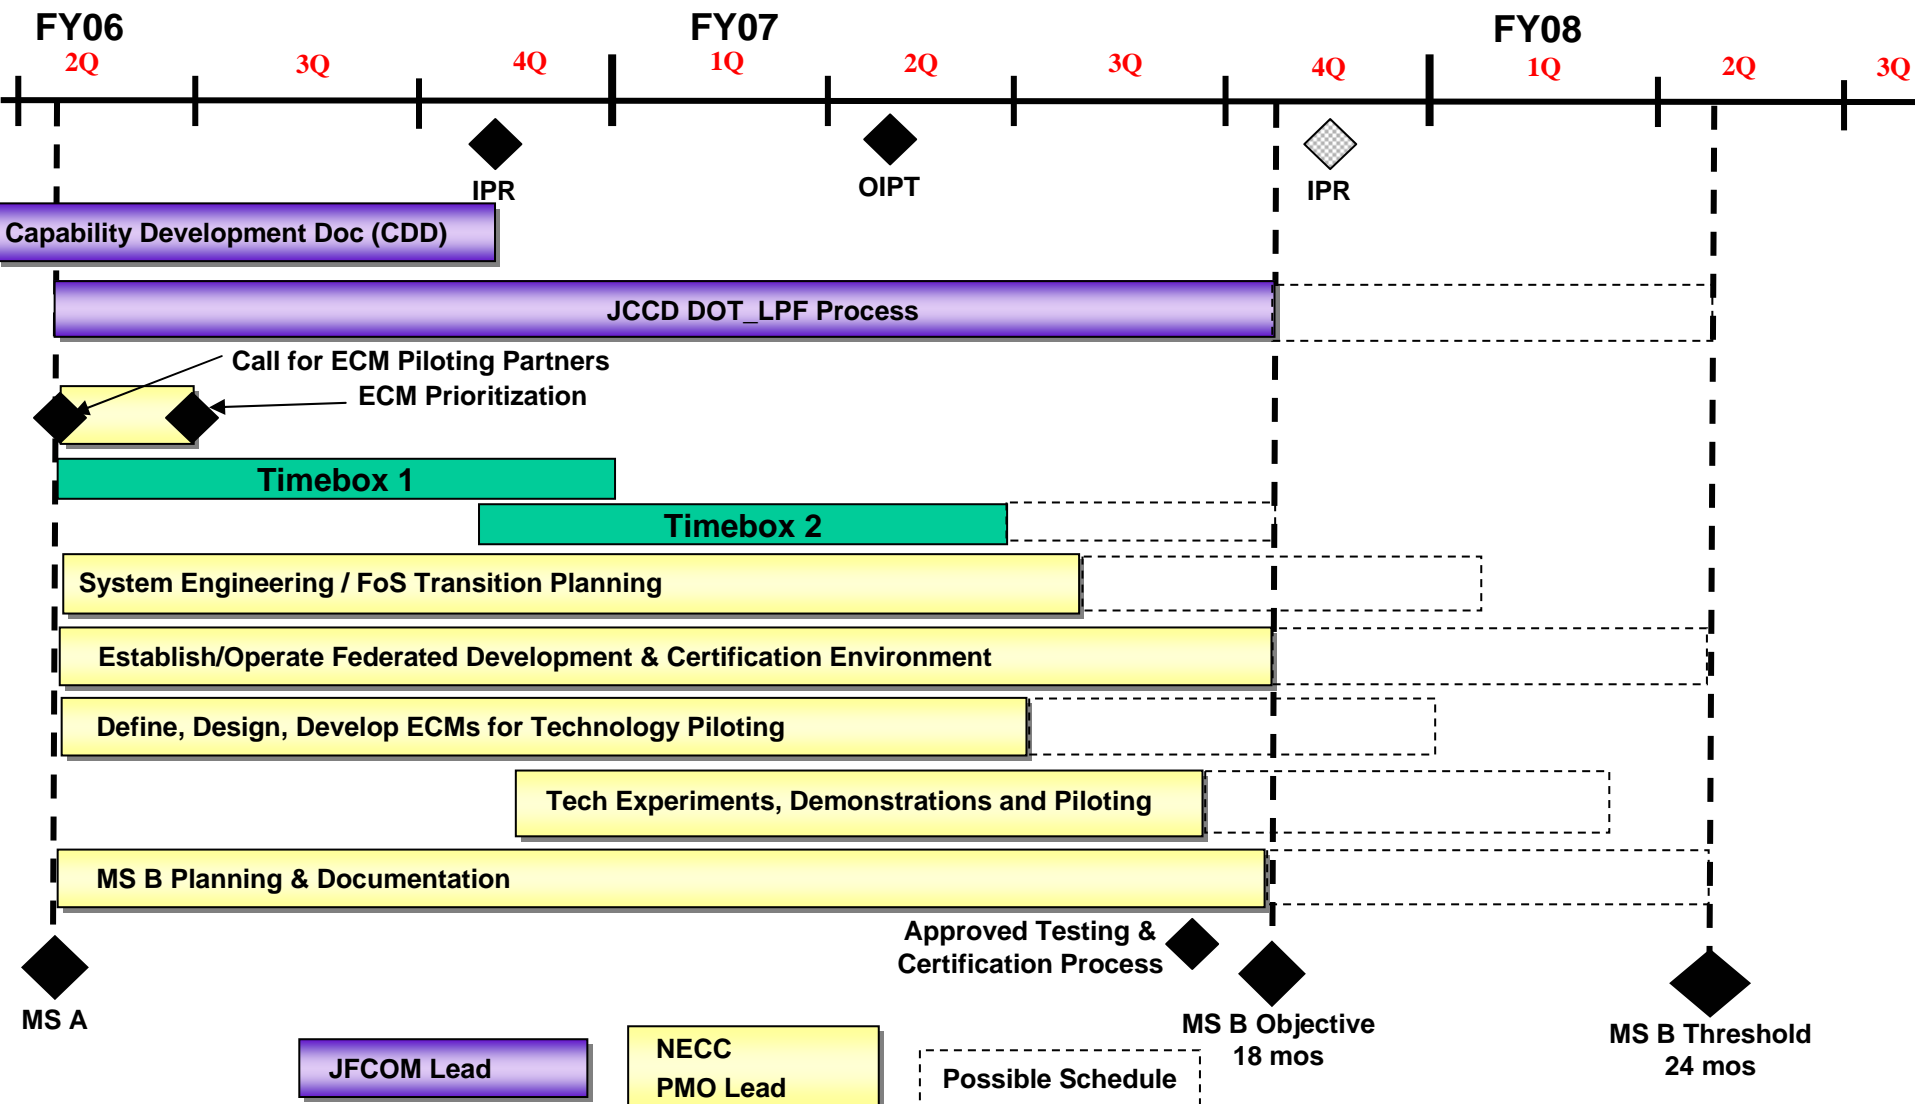 FY06
FY07
FY08
2Q
3Q
4Q
1Q
2Q
3Q
4Q
1Q
2Q
3Q
IPR
OIPT
IPR
Capability Development Doc (CDD)
JCCD DOT_LPF Process
Call for ECM Piloting Partners
ECM Prioritization
Timebox 1
Timebox 2
System Engineering / FoS Transition Planning
Establish/Operate Federated Development & Certification Environment
Define, Design, Develop ECMs for Technology Piloting
Tech Experiments, Demonstrations and Piloting
MS B Planning & Documentation
Approved Testing &
Certification Process
MS A
MS B Objective
18 mos
MS B Threshold
24 mos
JFCOM Lead
NECC
PMO Lead
Possible Schedule